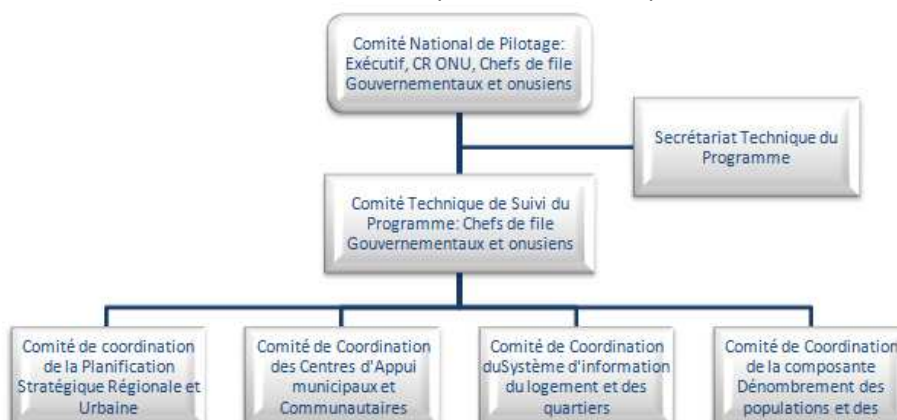 Comité National de Pilotage:
Exécutif, CR ONU, Chefs de file
Gouvernementaux et onusiens
Secrétariat Technique du
Programme
Comité Technique de Suivi du
Programme: Chefs de file
Gouvernementaux et onusiens
Comité de coordination
de la Planification
Stratégique Régionale et
Urbaine
Comité de Coordination
des Centres d'Appui
municipaux et
Communautaires
Comité de Coordination
duSystème d'information
du logement et des
quartiers
Comité de Coordination
de la composante
Dénombrement des
populations et des